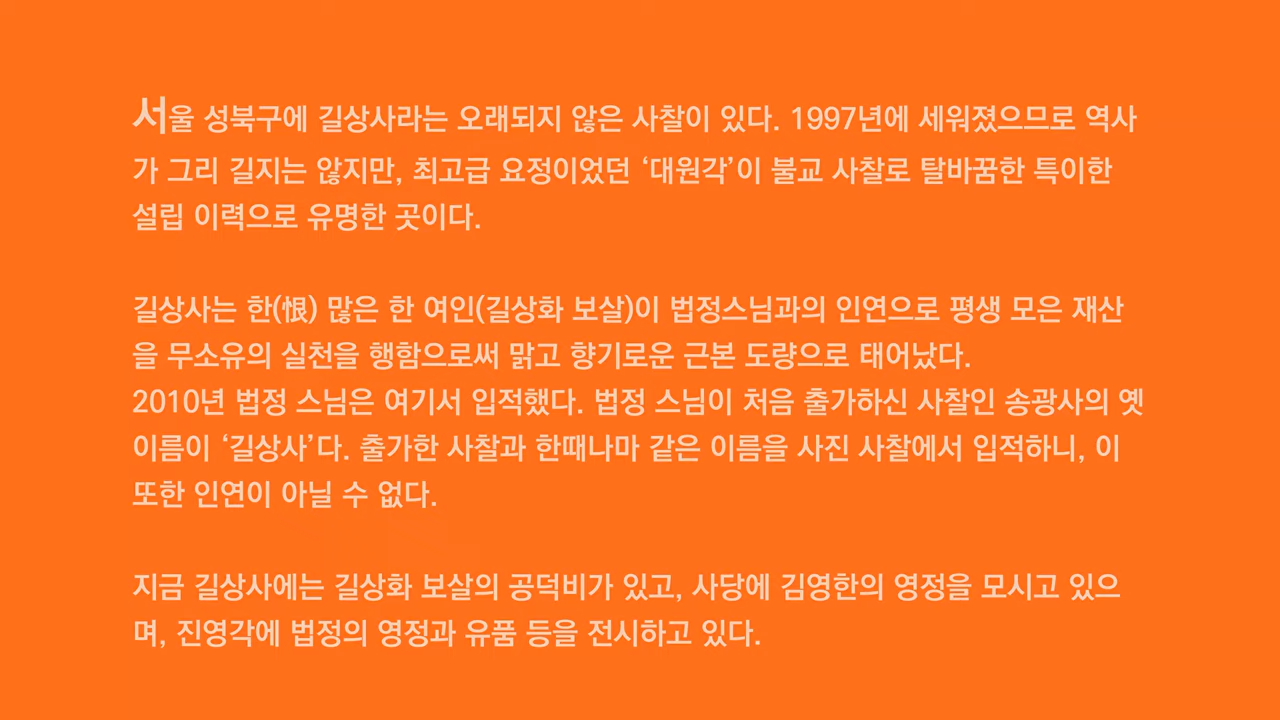 서울 성북구에 길상사라는 오래되지 않은 사찰이 있다. 1997년에 세워졌으므로 역사
가 그리 길지는 않지만, 최고급 요정이었던 ‘대원각’이 불교 사찰로 탈바꿈한 특이한
설립 이력으로 유명한 곳이다.
길상사는 한(恨) 많은 한 여인(길상화 보살)이 법정스님과의 인연으로 평생 모은 재산
을 무소유의 실천을 행함으로써 맑고 향기로운 근본 도량으로 태어났다.
2010년 법정 스님은 여기서 입적했다. 법정 스님이 처음 출가하신 사찰인 송광사의 옛
이름이 ‘길상사’다. 출가한 사찰과 한때나마 같은 이름을 사진 사찰에서 입적하니, 이
또한 인연이 아닐 수 없다.
지금 길상사에는 길상화 보살의 공덕비가 있고, 사당에 김영한의 영정을 모시고 있으
며, 진영각에 법정의 영정과 유품 등을 전시하고 있다.